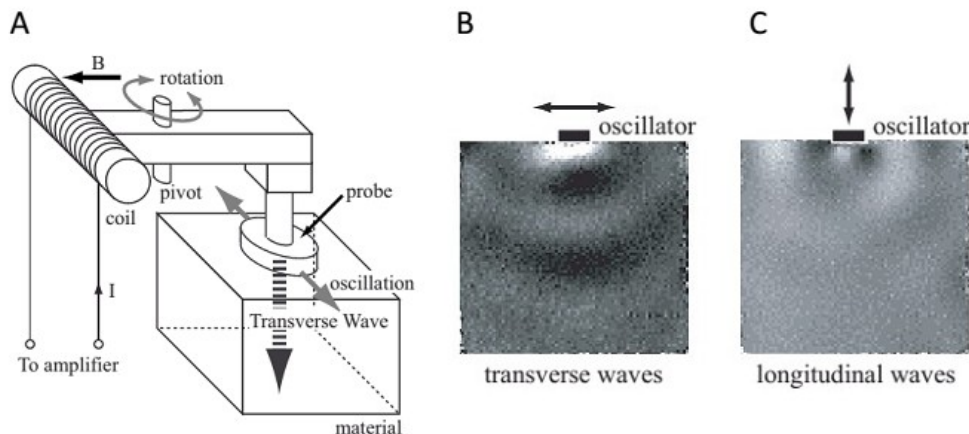 A
B
rotation
pivot
coil
probe
I
oscillation
Transverse Wave
To amplifier
material
B
oscillator
transverse waves
C
oscillator
longitudinal waves